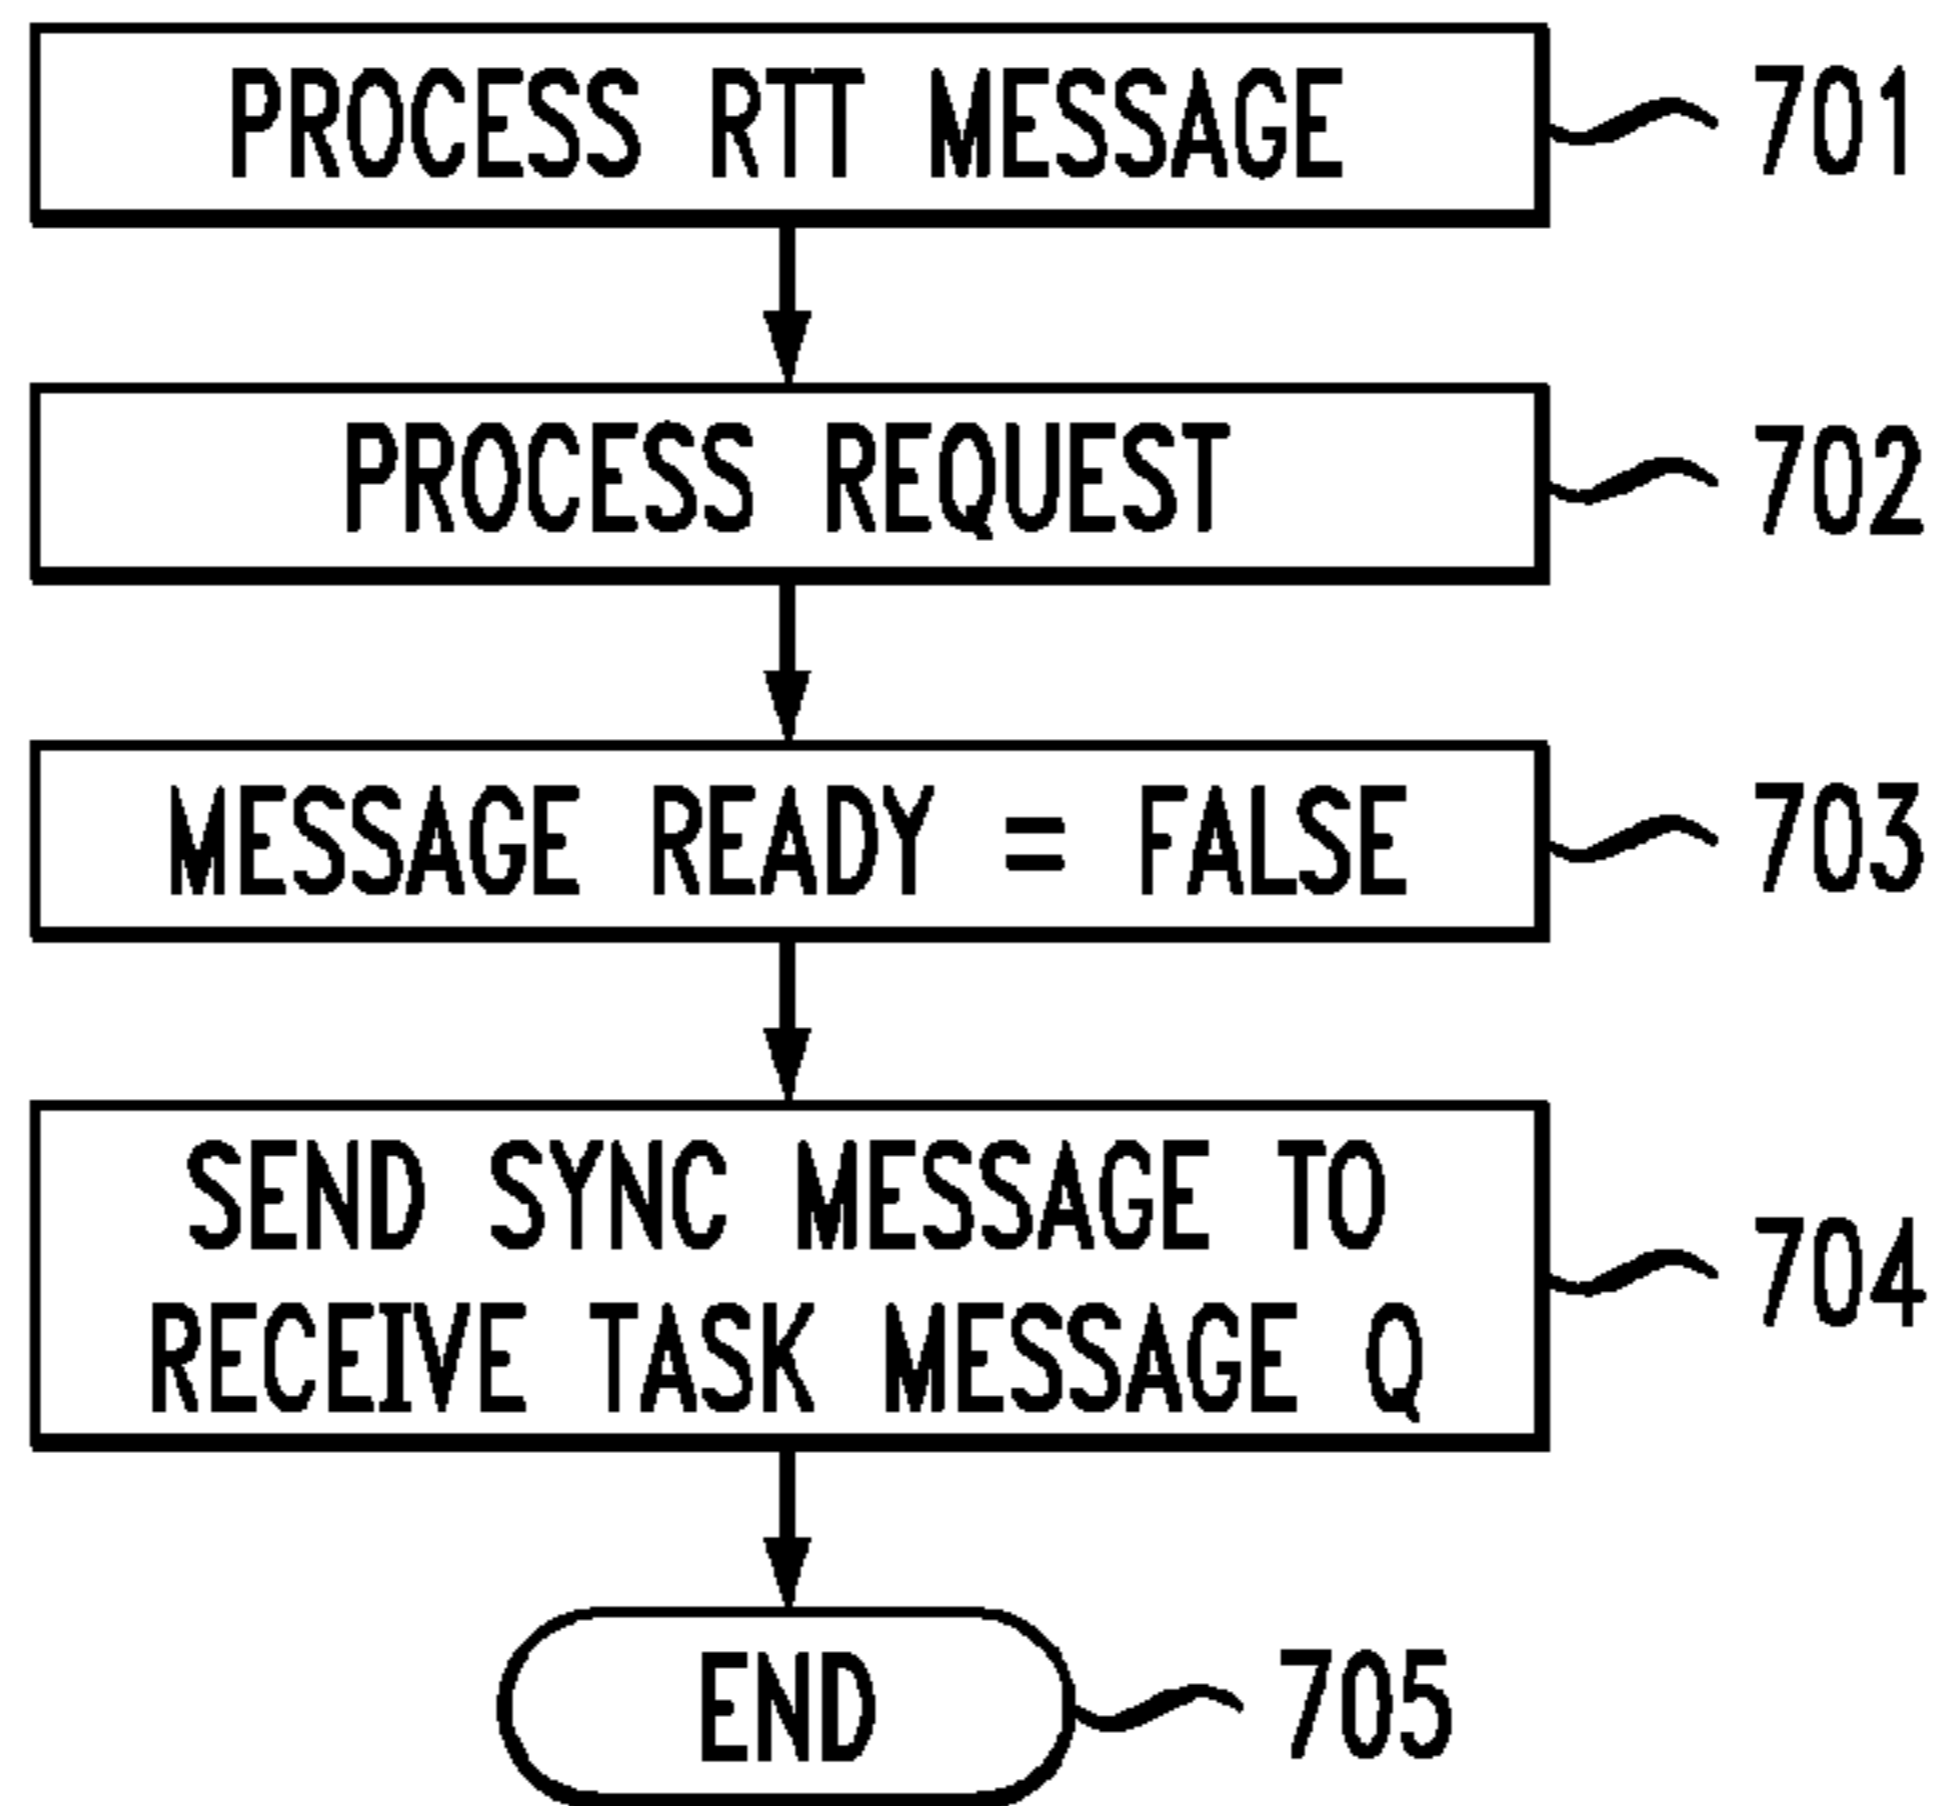 PROCESS RTT MESSAGE 701
PROCESS REQUEST 702
MESSAGE READY = FALSE 703
SEND SYNC MESSAGE TO
RECEIVE TASK MESSAGE Q
704
END 705